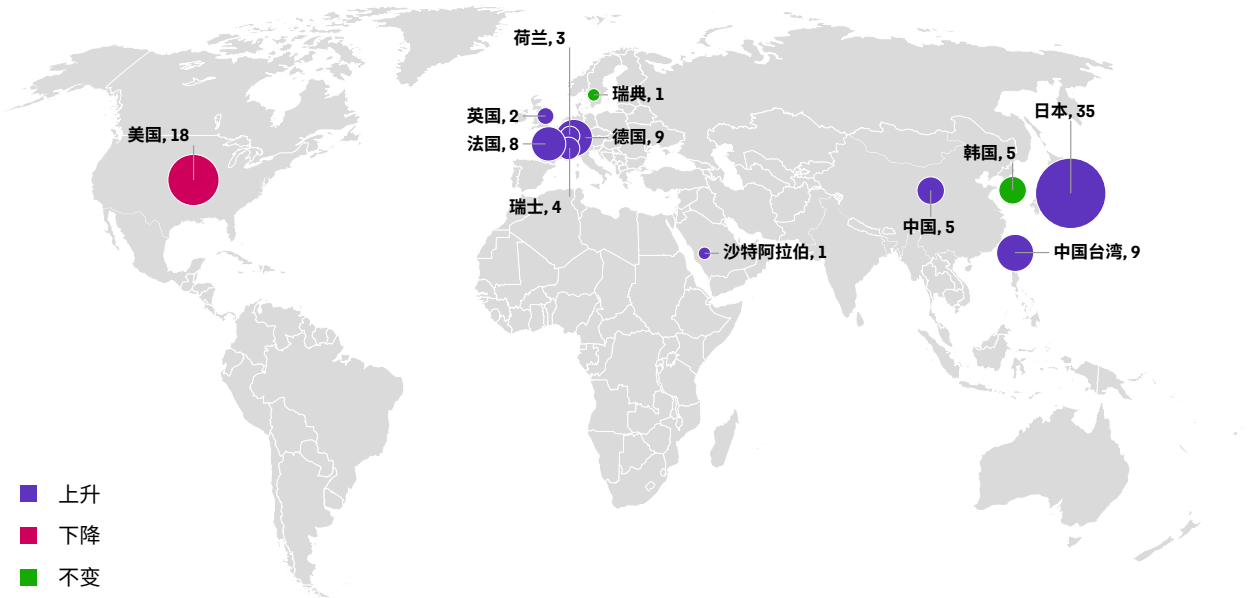 荷兰, 3
瑞典, 1
英国, 2
日本, 35
美国, 18
德国, 9
法国, 8
韩国, 5
瑞士, 4
中国, 5
沙特阿拉伯, 1
中国台湾, 9
上升
下降
不变